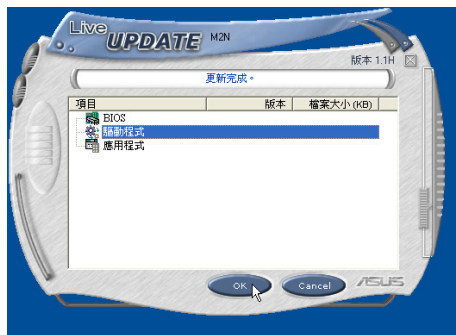 Live UPDATE M2N
版本 1.1H
更新完成。
項目 版本 檔案大小 (KB)
BIOS
驅動程式
應用程式
OK Cancel ASUS